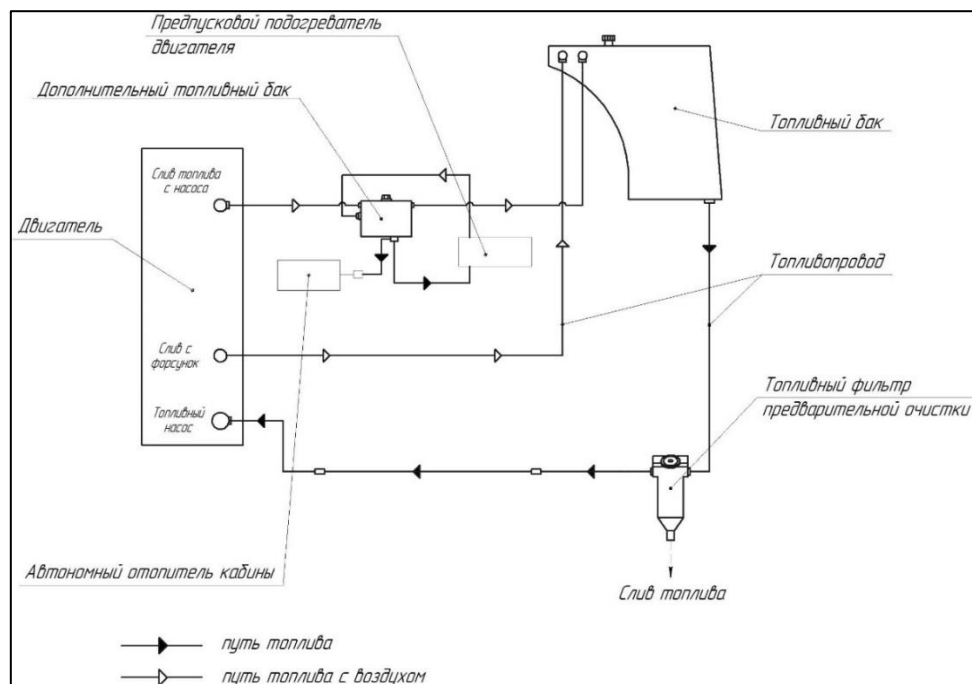 Предпусковой подогреватель
двигателя
Дополнительный топливный бак
Топливный бак
Слив топлива
с насоса
Двигатель
Топливопровод
Слив с
форсунок
Топливный фильтр
предварительной очистки
Топливный
насос
Автономный отопитель кабины
Слив топлива
путь топлива
путь топлива с воздухом